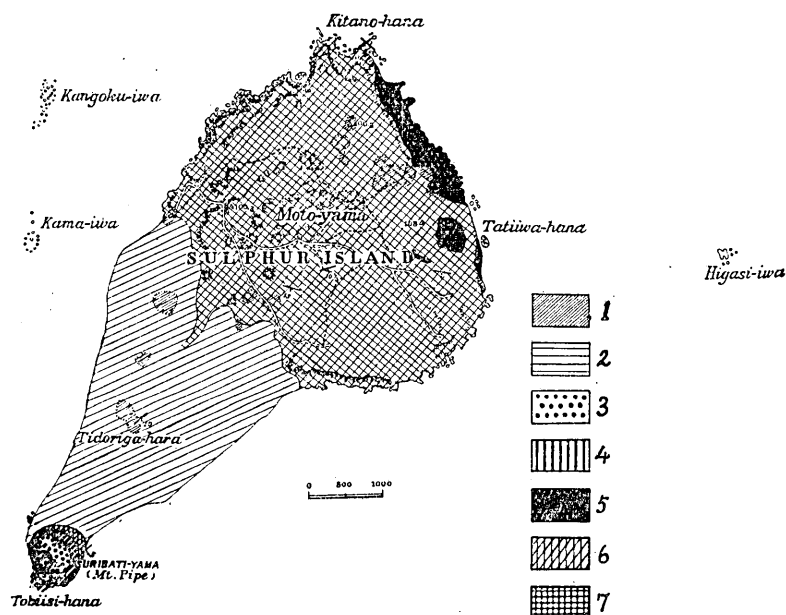 Kitano-hana
Kangoku-iwa
Kama-iwa
Moto-yama
Tatiiwa-hana
SULPHUR ISLAND
Higasi-iwa
1
2
3
4
5
6
7
Tidoriga-hara
0 500 1000
SURIBATI-YAMA
(Mt. Pipe)
Tobiisi-hana